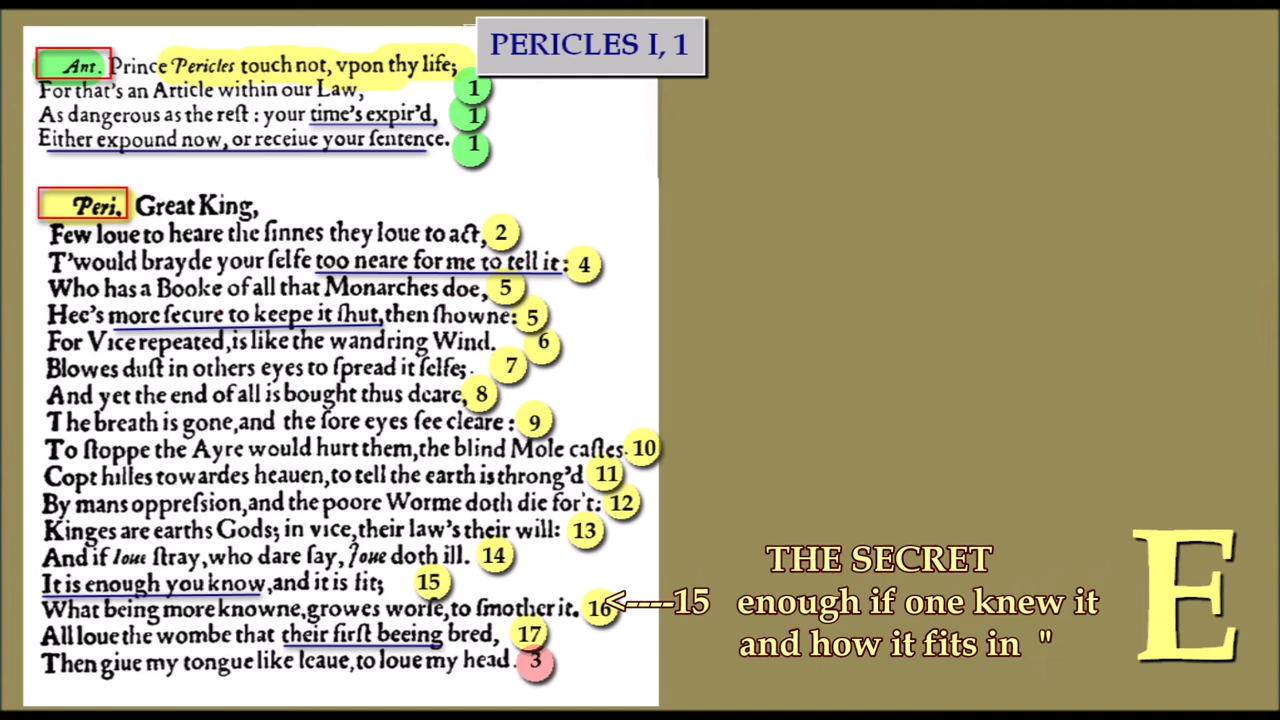 PERICLES I, 1
Ant. Prince Pericles touch not, vpon thy life;
For that's an Article within our Law, 1
As dangerous as the reſt : your time's expir'd, 1
Either expound now, or receiue your ſentence. 1
Peri. Great King,
Few loue to heare the ſinnes they loue to act, 2
T'would brayde your ſelfe too neare for me to tell it: 4
Who has a Booke of all that Monarches doe, 5
Hee's more ſecure to keepe it ſhut, then ſhowne: 5
For Vice repeated, is like the wandring Wind. 6
Blowes duſt in others eyes to ſpread it ſelfe; 7
And yet the end of all is bought thus deare, 8
The breath is gone, and the ſore eyes ſee cleare : 9
To ſtoppe the Ayre would hurt them, the blind Mole caſtes 10
Copt hilles towardes heauen, to tell the earth is throng'd 11
By mans oppreſsion, and the poore Worme doth die for't: 12
Kinges are earths Gods; in vice, their law's their will: 13
And if Ioue ſtray, who dare ſay, Ioue doth ill. 14
It is enough you know, and it is fit; 15
What being more knowne, growes worſe, to ſmother it. 16
All loue the wombe that their firſt beeing bred, 17
Then giue my tongue like leaue, to loue my head. 3
THE SECRET
<----15 enough if one knew it
and how it fits in "
E